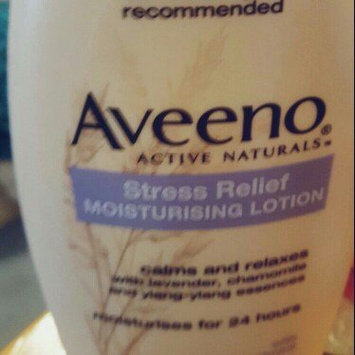 recommended
Aveeno®
ACTIVE NATURALS™
Stress Relief
MOISTURISING LOTION
calms and relaxes
with lavender, chamomile
and ylang-ylang essences
moisturises for 24 hours